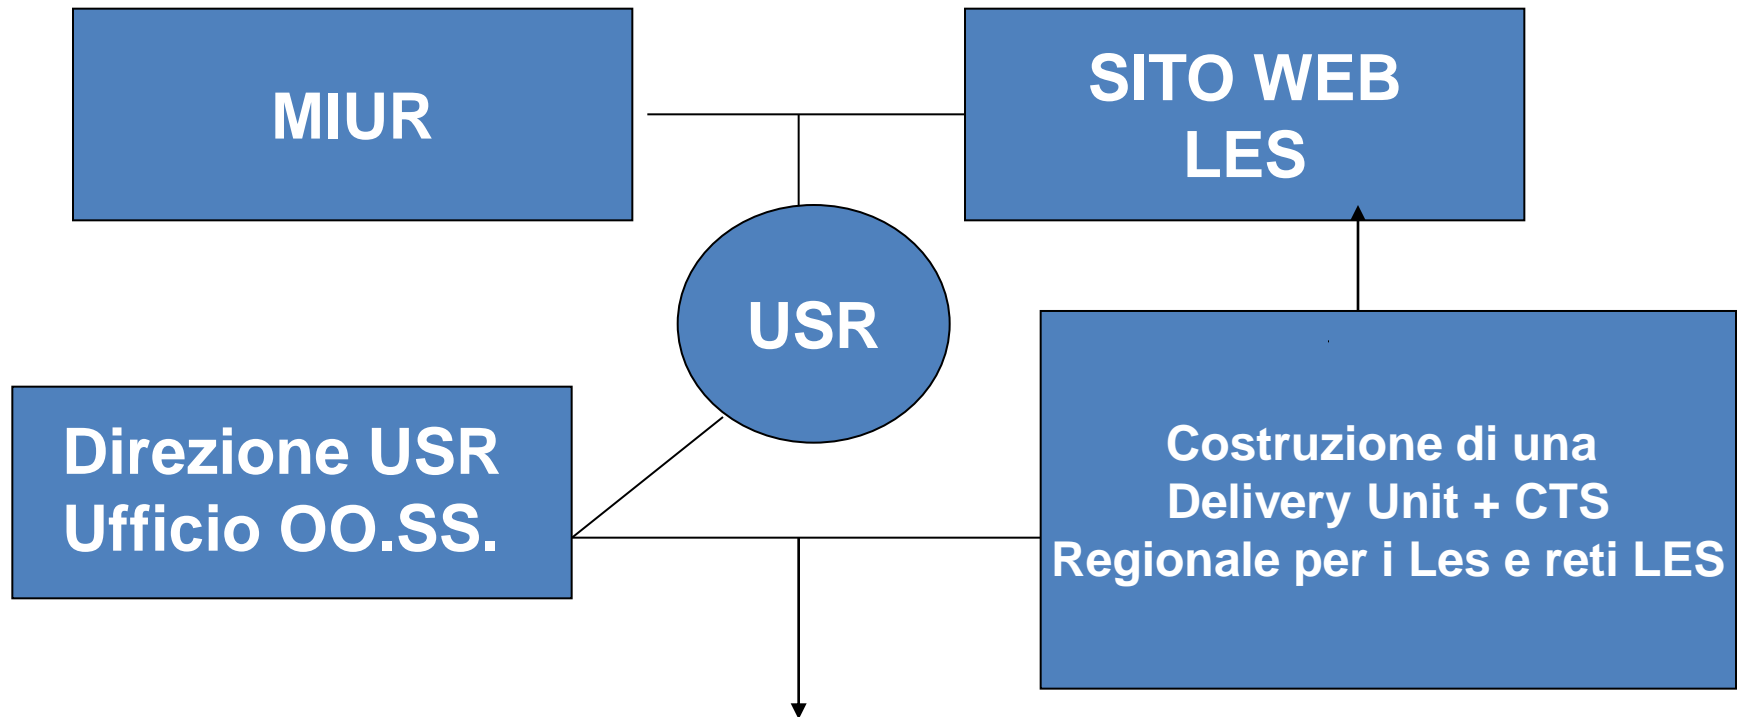 MIUR
SITO WEB
LES
USR
Direzione USR
Ufficio OO.SS.
Costruzione di una
Delivery Unit + CTS
Regionale per i Les e reti LES